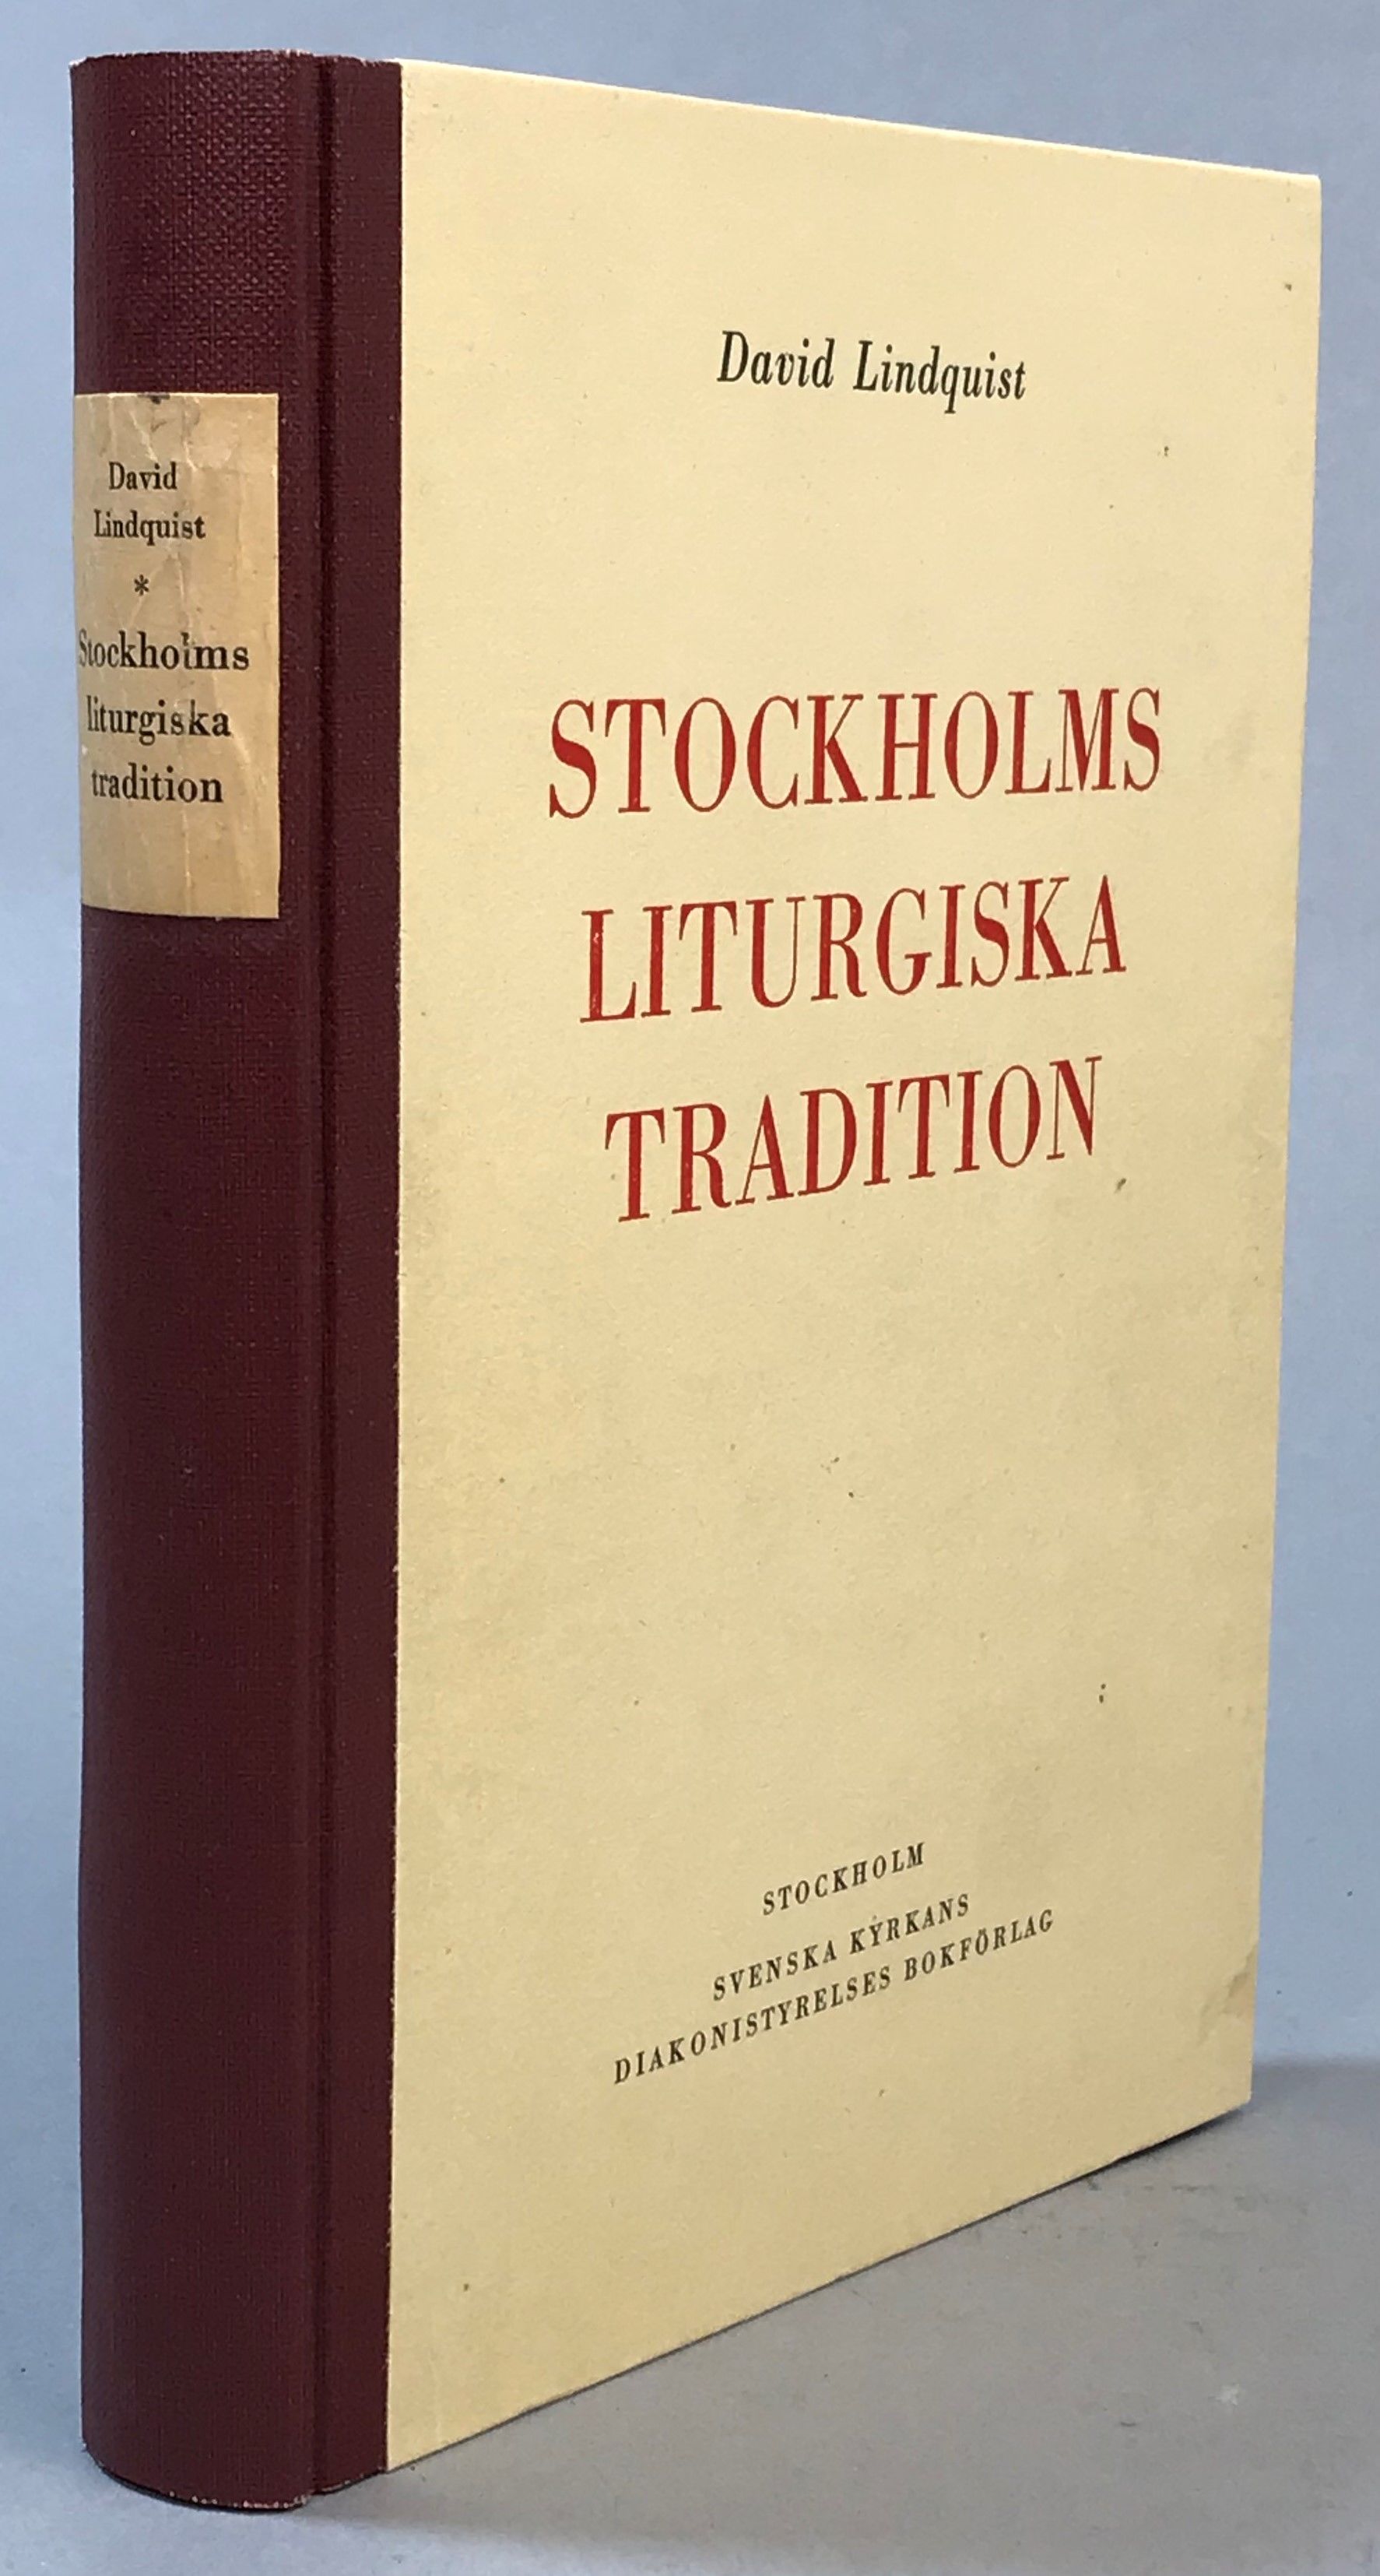 David
Lindquist
*
Stockholms
liturgiska
tradition
David Lindquist
STOCKHOLMS
LITURGISKA
TRADITION
STOCKHOLM
SVENSKA KYRKANS
DIAKONISTYRELSES BOKFÖRLAG